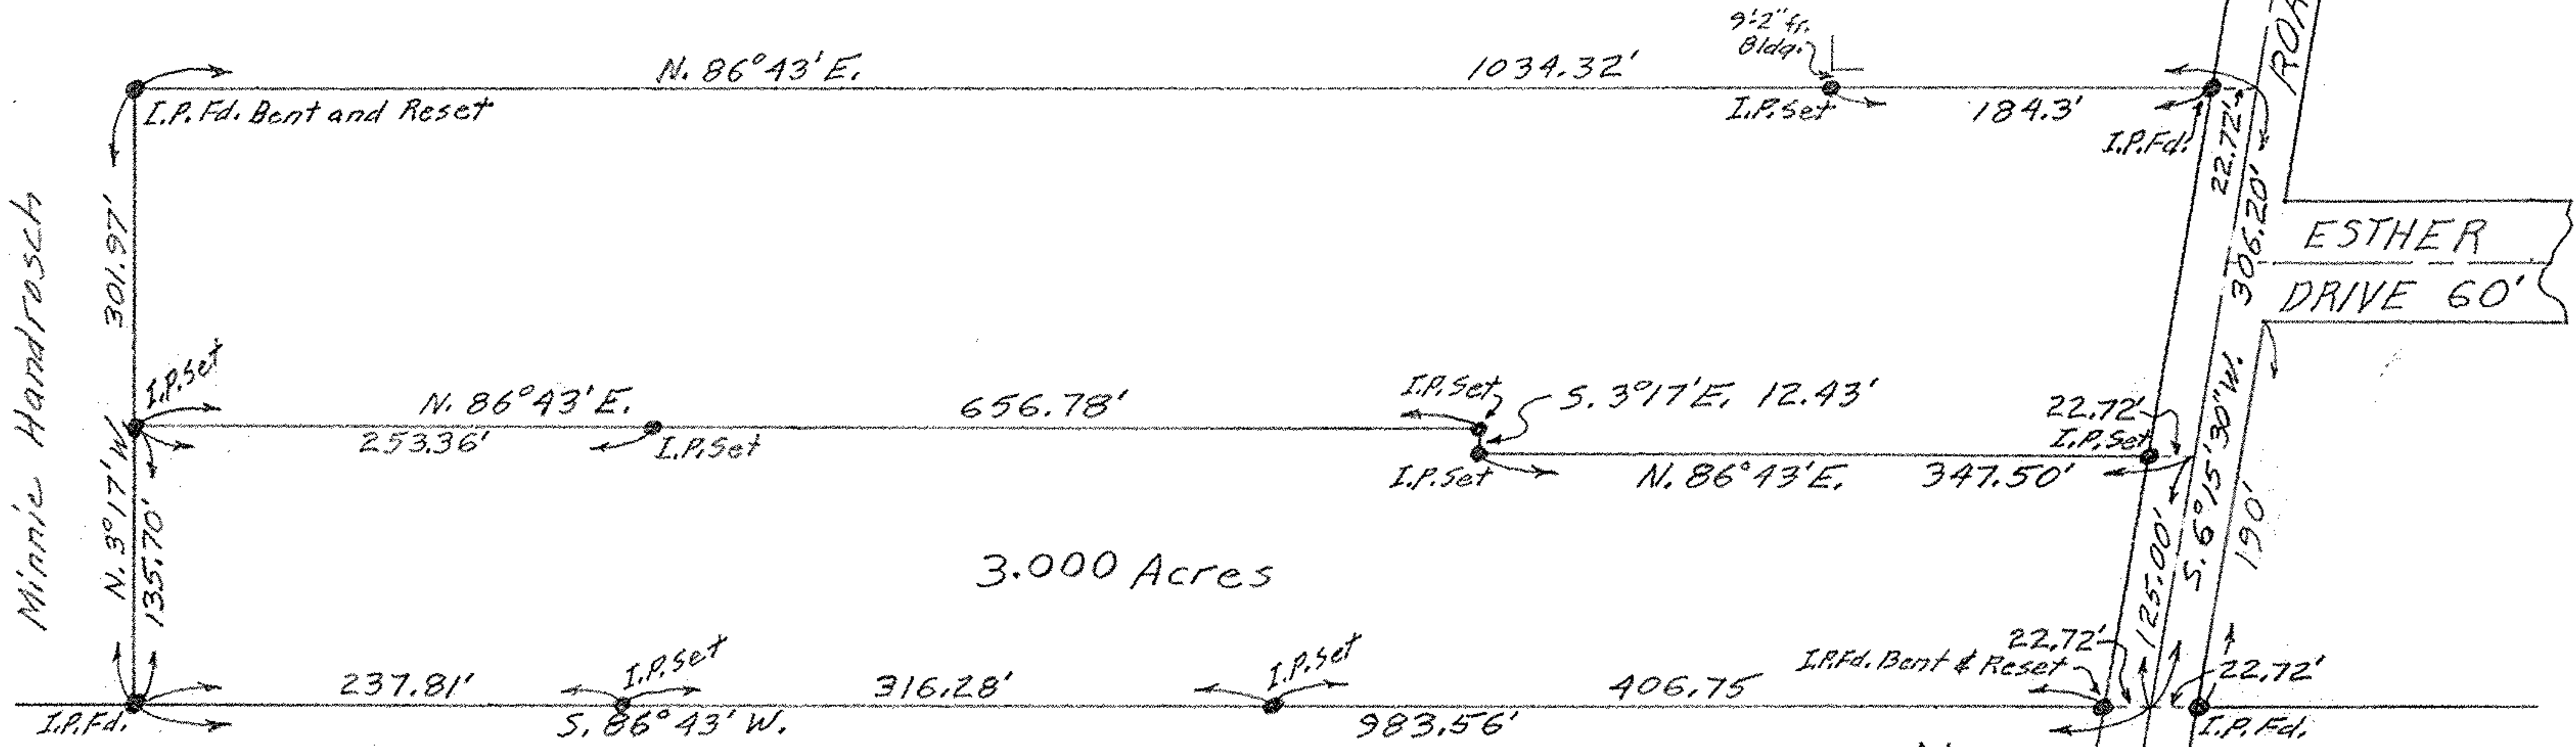 9'-2" fr.
Bldg.
N. 86°43'E.
1034.32'
I.P. Fd. Bent and Reset
I.P. Set
184.3'
I.P. Fd.
22.72'
306.20'
Minnie Handrosch
301.97'
ESTHER
DRIVE 60'
I.P. Set
N. 86°43'E.
656.78'
253.36'
I.P. Set
I.P. Set
S. 3°17'E. 12.43'
I.P. Set
N. 86°43'E. 347.50'
22.72'
I.P. Set
S. 6°15'30"W.
190'
N. 3°17'W
135.70'
3.000 Acres
125.00'
237.81'
I.P. Set
316.28'
I.P. Set
406.75
22.72'
I.P. Fd. Bent & Reset
22.72'
I.P. Fd.
S. 86°43' W.
983.56'
I.P. Fd.